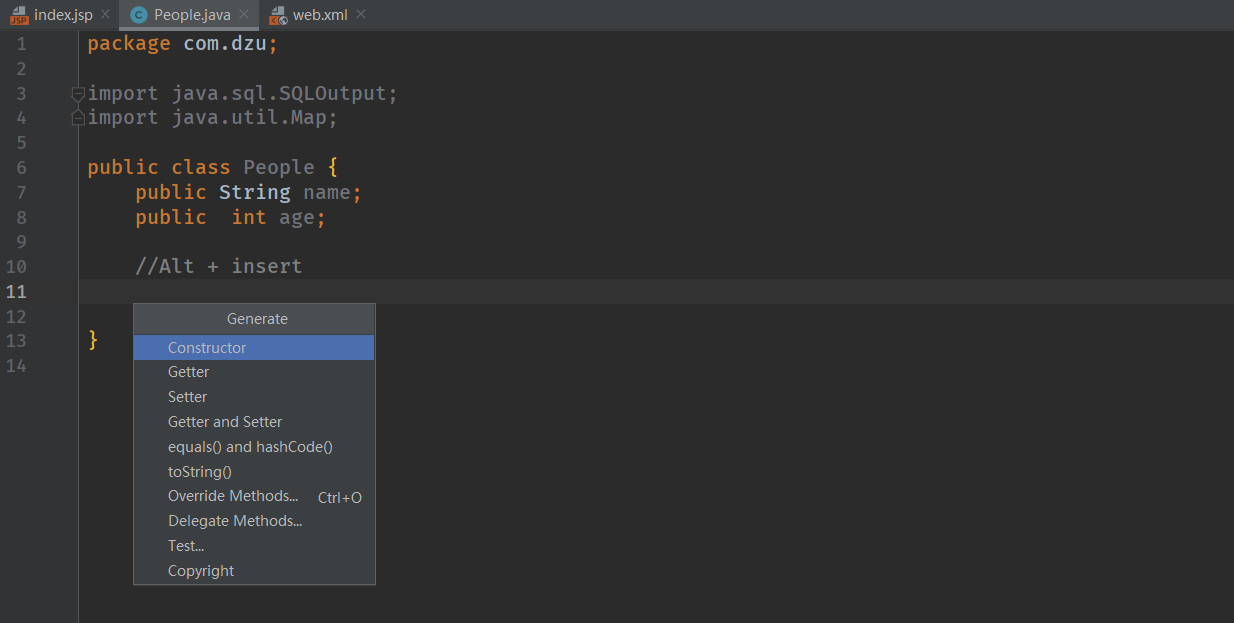 index.jsp People.java web.xml
1 package com.dzu;
2
3 import java.sql.SQLOutput;
4 import java.util.Map;
5
6 public class People {
7 public String name;
8 public  int age;
9
10 //Alt + insert
11
12
13 }
14
Generate
Constructor
Getter
Setter
Getter and Setter
equals() and hashCode()
toString()
Override Methods... Ctrl+O
Delegate Methods...
Test...
Copyright